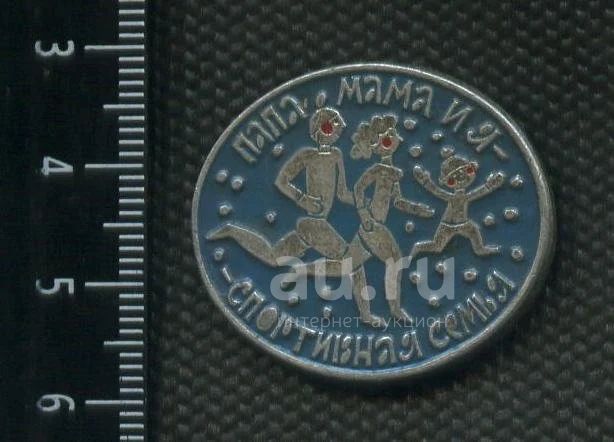 ПАПА МАМА И Я-
-СПОРТИВНАЯ СЕМЬЯ
au.ru
интернет-аукцион
3
4
5
6